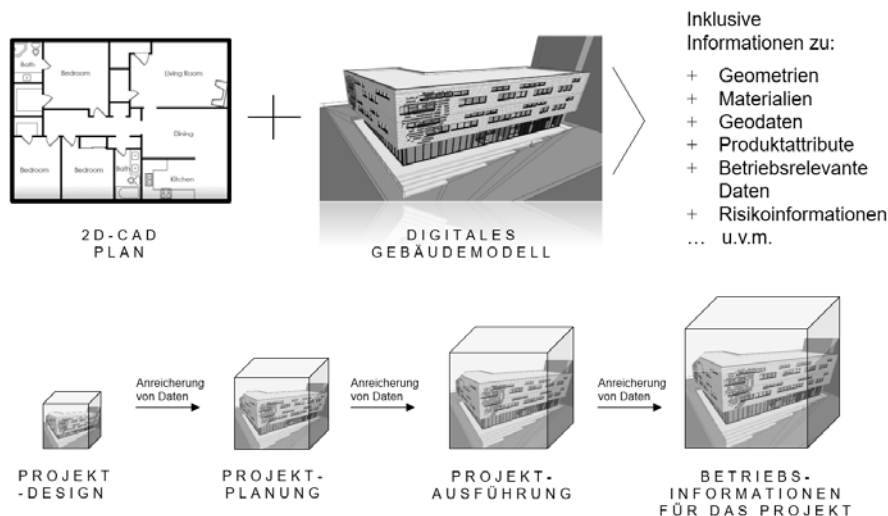 Bath
Bedroom
Living Room
Dining
Bedroom
Bedroom
Bath
Kitchen
2D-CAD
PLAN
DIGITALES
GEBÄUDEMODELL
Inklusive
Informationen zu:
+ Geometrien
+ Materialien
+ Geodaten
+ Produktattribute
+ Betriebsrelevante
Daten
+ Risikoinformationen
... u.v.m.
Anreicherung
von Daten
Anreicherung
von Daten
Anreicherung
von Daten
PROJEKT
-DESIGN
PROJEKT-
PLANUNG
PROJEKT-
AUSFÜHRUNG
BETRIEBS-
INFORMATIONEN
FÜR DAS PROJEKT